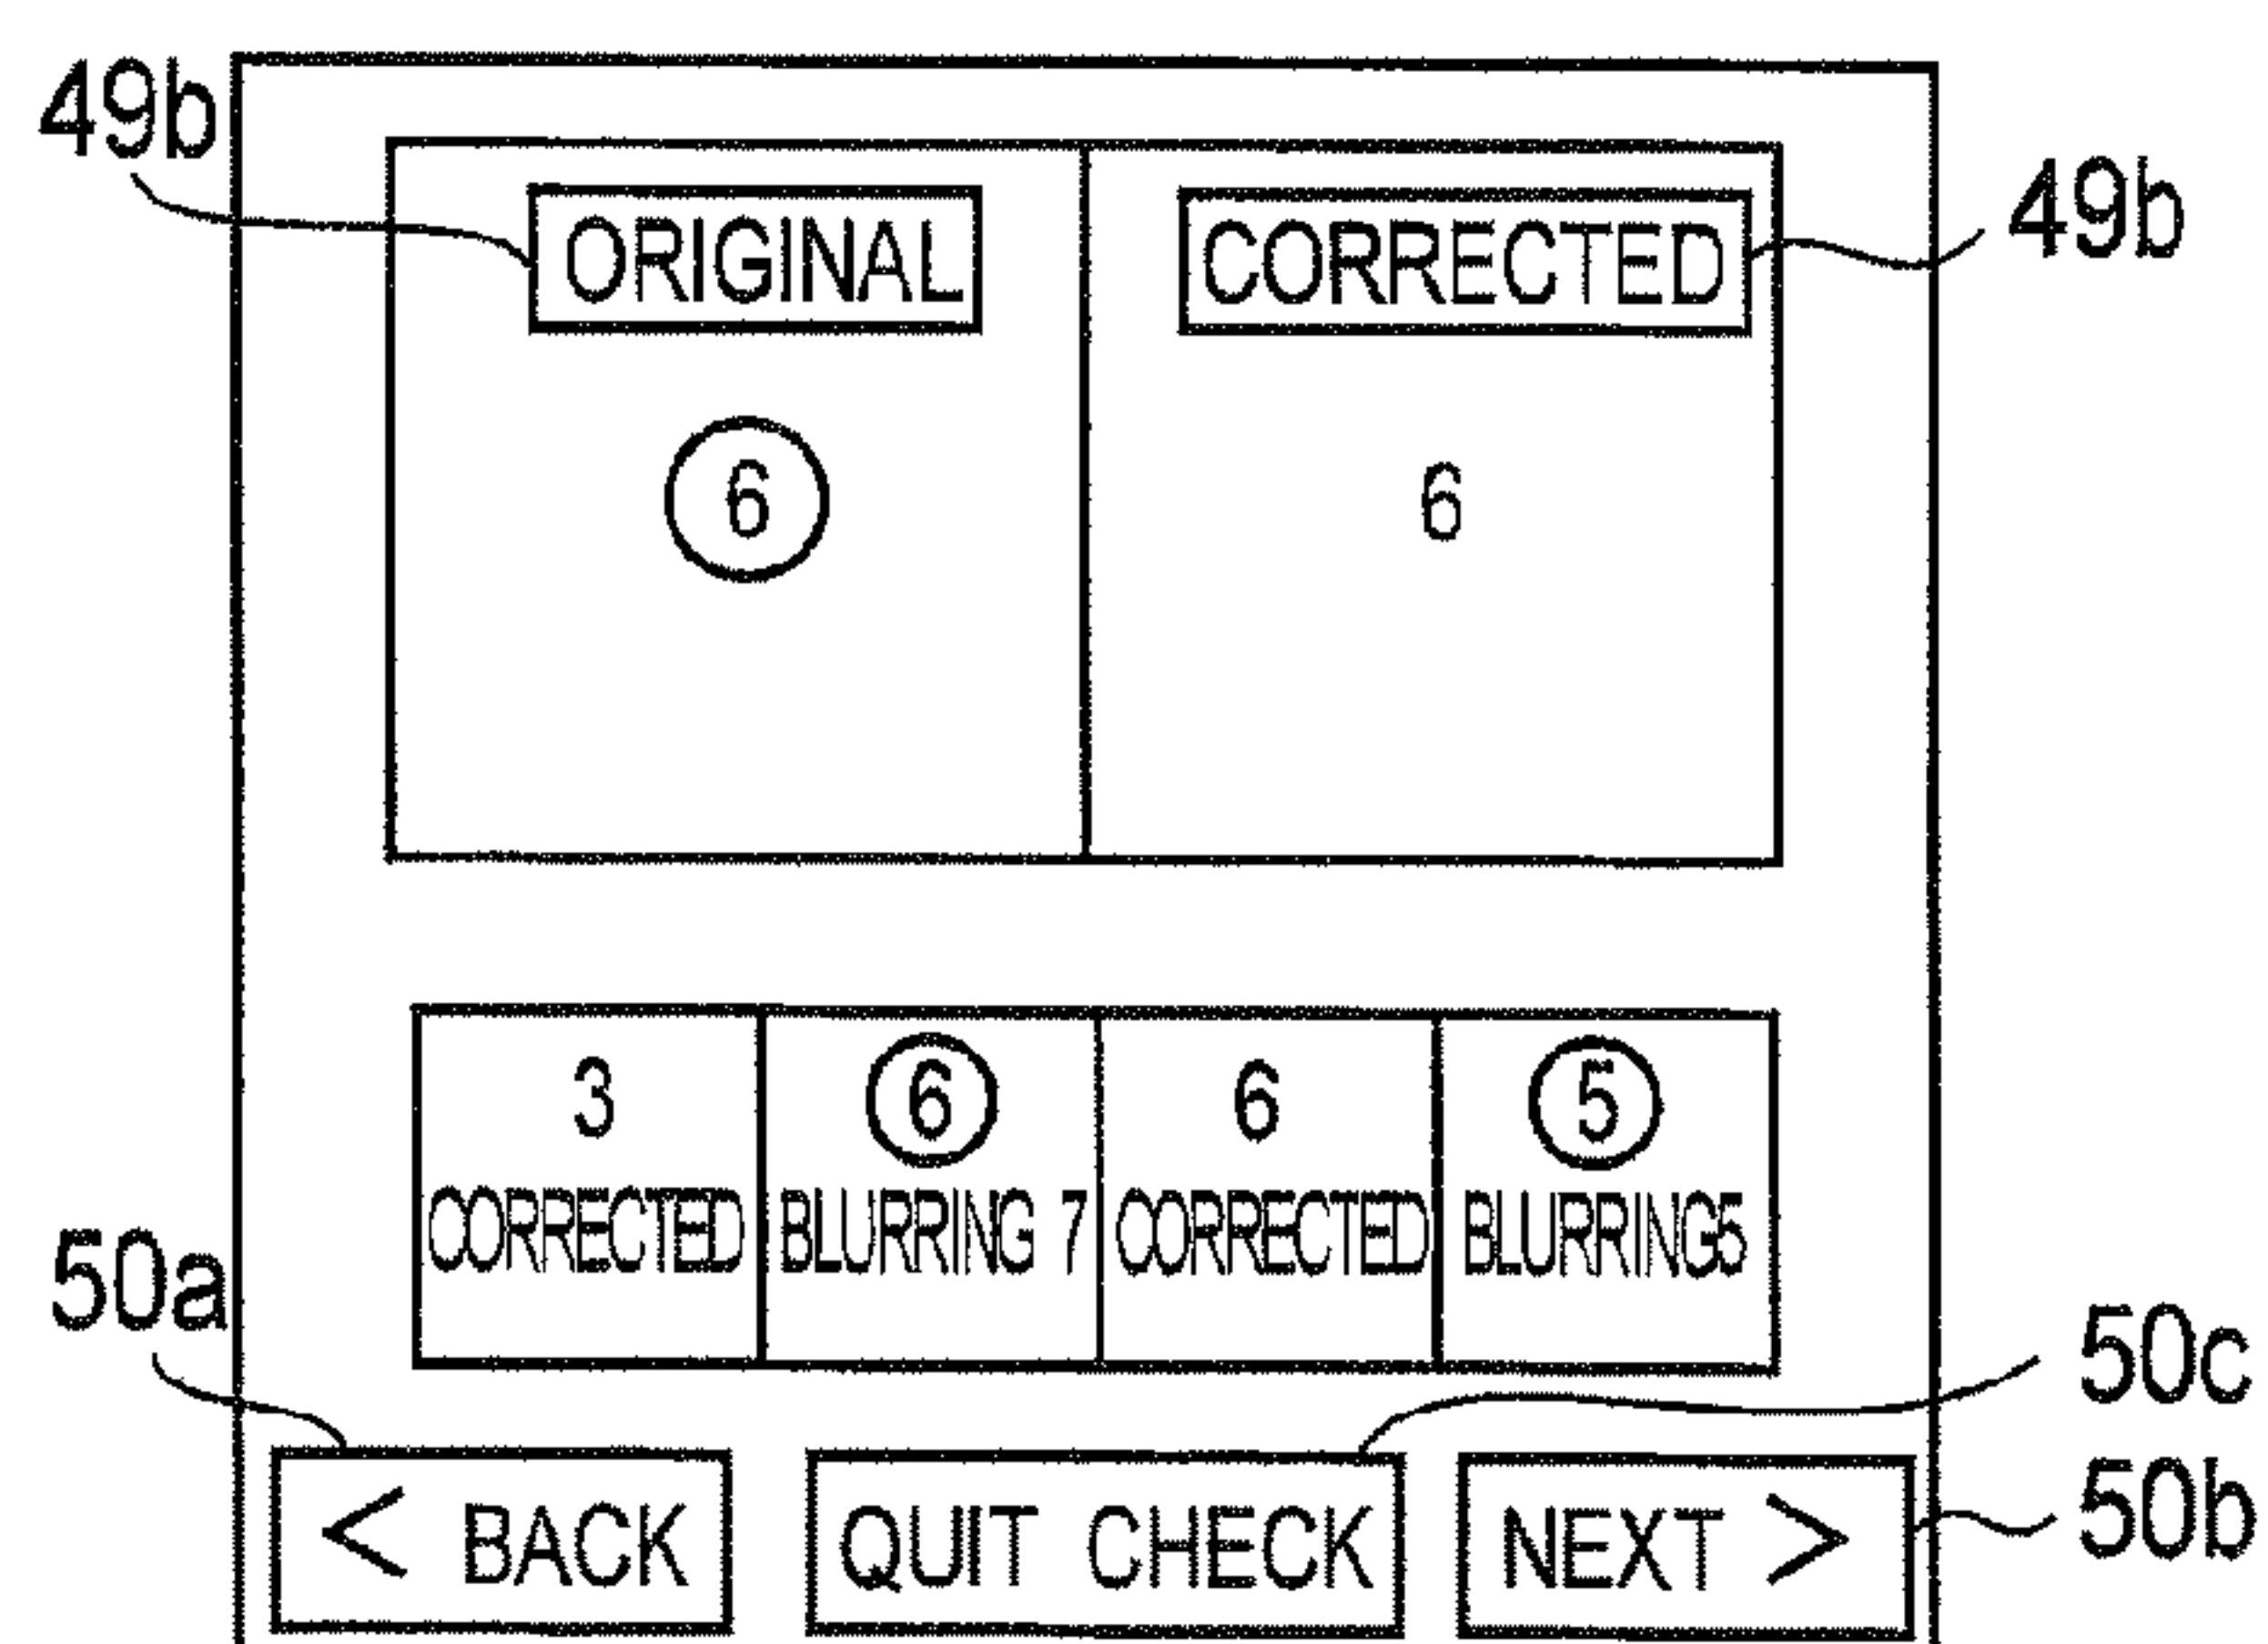 49b
ORIGINAL CORRECTED 49b
6 6
3 6 6 5
CORRECTED BLURRING 7 CORRECTED BLURRING5
50a
50c
< BACK QUIT CHECK NEXT > 50b